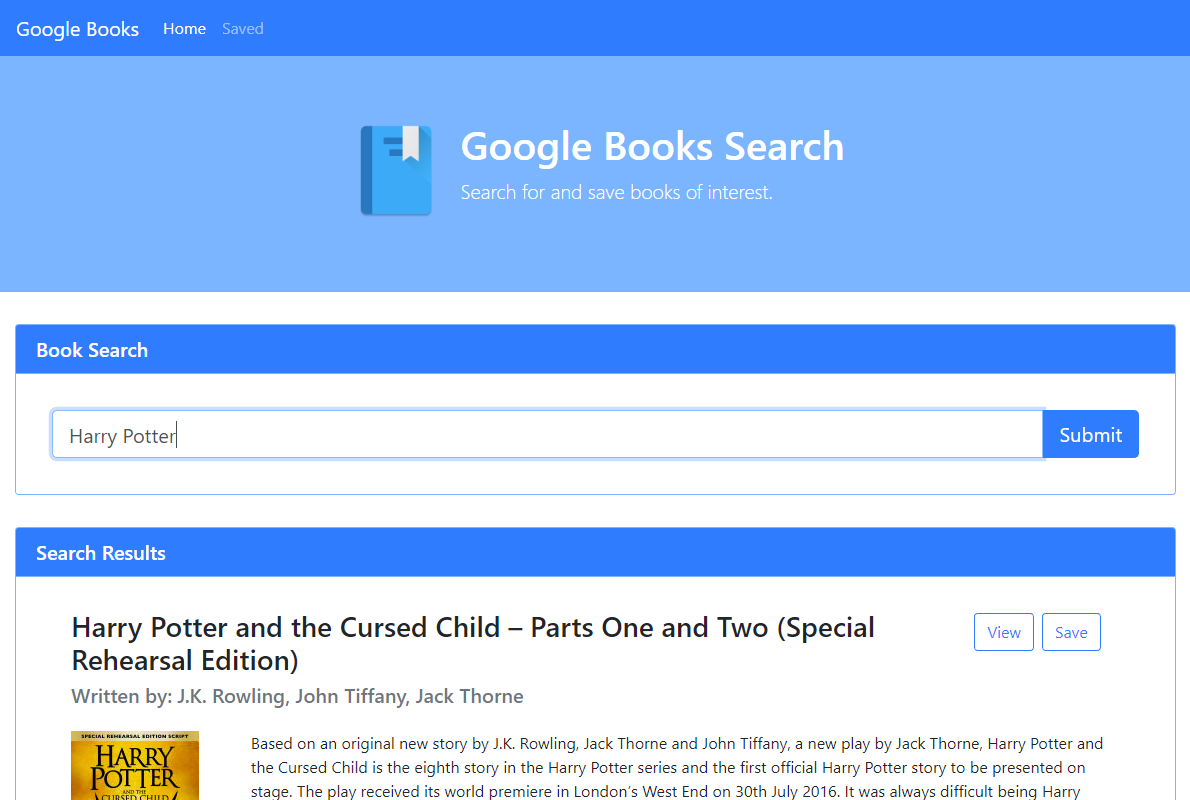 Google Books Home Saved
Google Books Search
Search for and save books of interest.
Book Search
Harry Potter
Submit
Search Results
Harry Potter and the Cursed Child – Parts One and Two (Special
Rehearsal Edition)
View Save
Written by: J.K. Rowling, John Tiffany, Jack Thorne
SPECIAL REHEARSAL EDITION SCRIPT
HARRY
POTTER
AND THE
CURSED CHILD
Based on an original new story by J.K. Rowling, Jack Thorne and John Tiffany, a new play by Jack Thorne, Harry Potter and
the Cursed Child is the eighth story in the Harry Potter series and the first official Harry Potter story to be presented on
stage. The play received its world premiere in London’s West End on 30th July 2016. It was always difficult being Harry